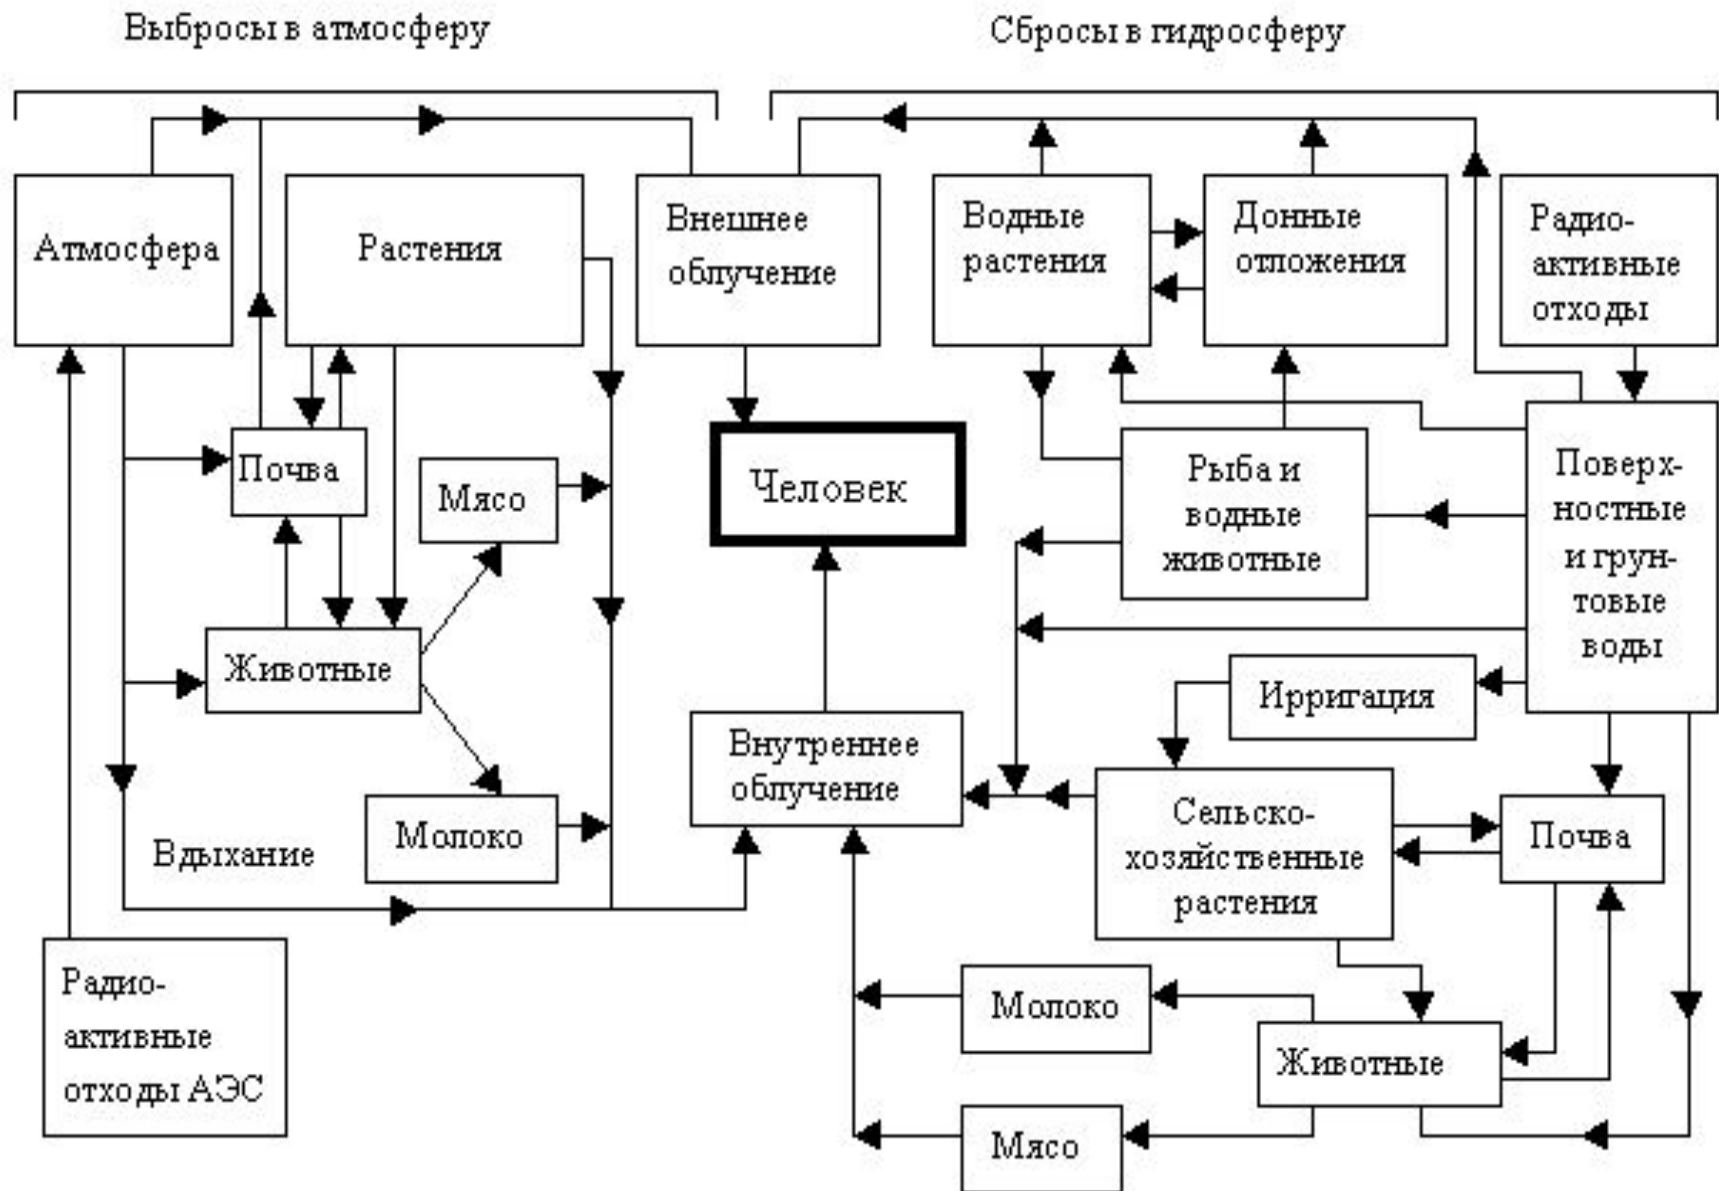 Выбросы в атмосферу
Сбросы в гидросферу
Атмосфера
Растения
Внешнее
облучение
Водные
растения
Донные
отложения
Радио-
активные
отходы
Почва
Мясо
Человек
Рыба и
водные
животные
Поверх-
ностные
и грун-
товые
воды
Животные
Ирригация
Внутреннее
облучение
Молоко
Вдыхание
Сельско-
хозяйственные
растения
Почва
Радио-
активные
отходы АЭС
Молоко
Животные
Мясо